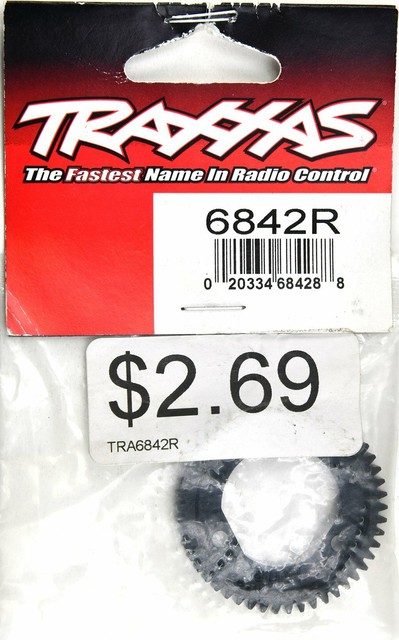 TRAXXAS
The Fastest Name In Radio Control
6842R
0 20334 68428 8
$2.69
TRA6842R